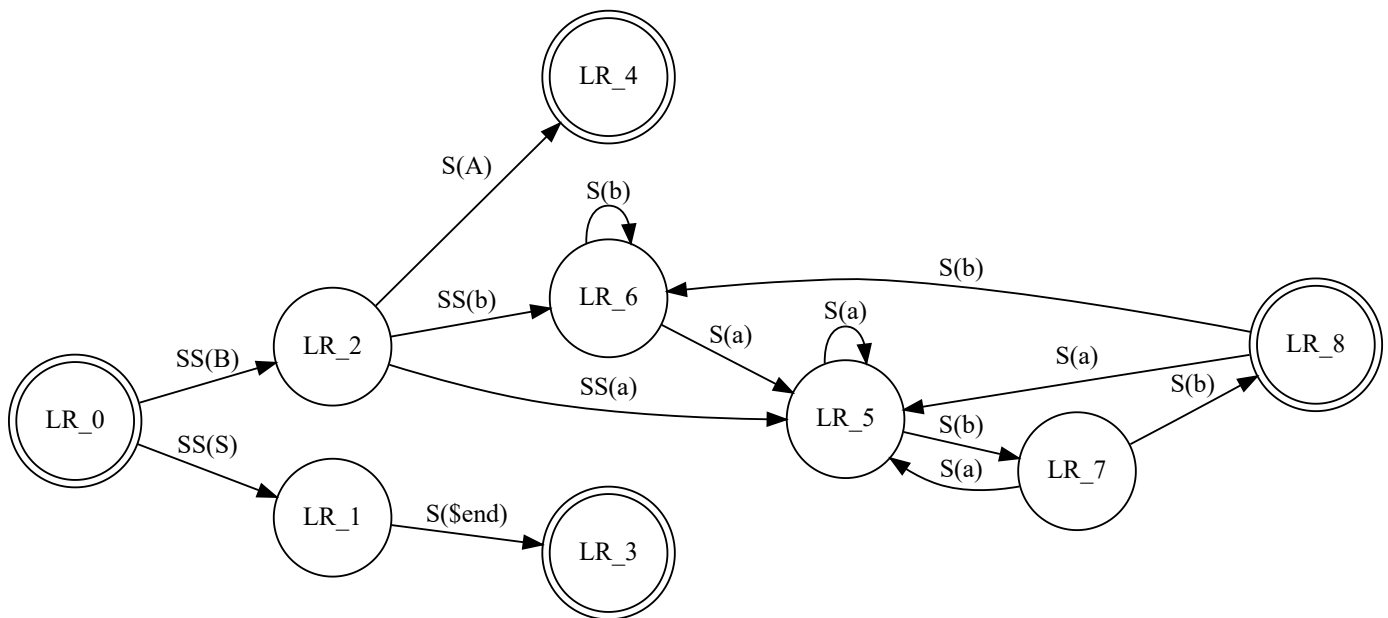 LR_4
S(A)
S(b)
S(b)
LR_6
SS(b)
S(a)
LR_2
S(a)
S(a)
LR_8
SS(B)
SS(a)
S(b)
LR_0
LR_5
S(b)
SS(S)
S(a)
LR_7
LR_1
S($end)
LR_3